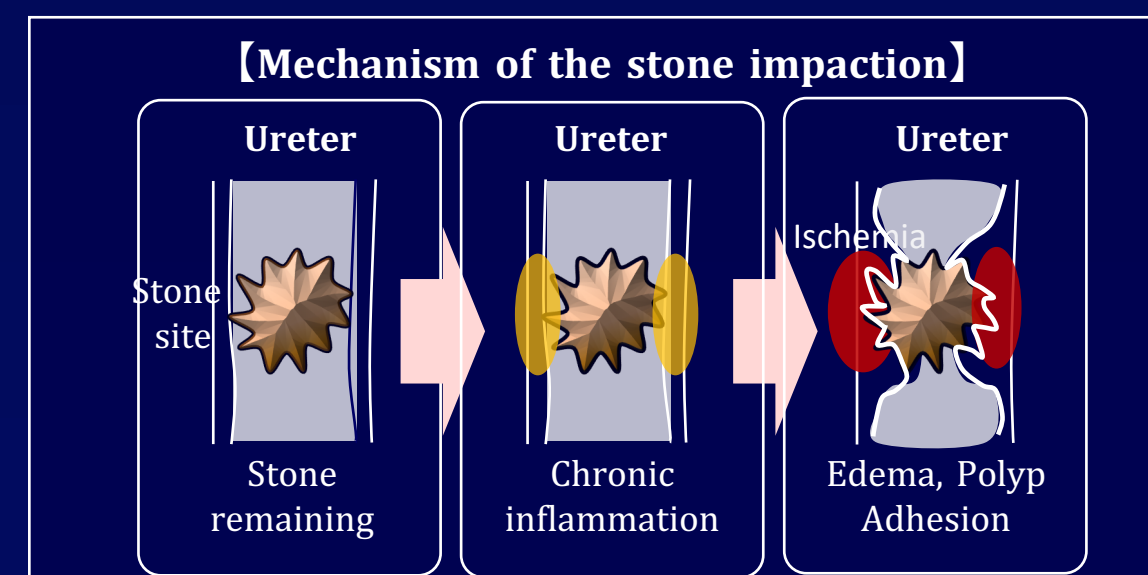 【Mechanism of the stone impaction】
Ureter
Stone
site
Stone
remaining
Ureter
Chronic
inflammation
Ureter
Ischemia
Edema, Polyp
Adhesion